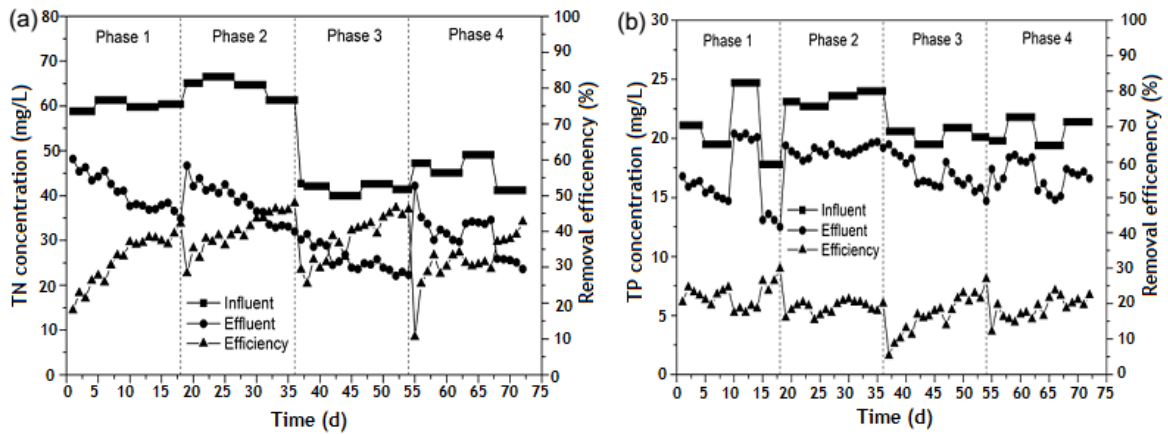 (a)
Phase 1 Phase 2 Phase 3 Phase 4
TN concentration (mg/L)
80
70
60
50
40
30
20
10
0
Influent
Effluent
Efficiency
0 5 10 15 20 25 30 35 40 45 50 55 60 65 70 75
Time (d)
100
90
80
70
60
50
40
30
20
10
0
Removal efficenency (%)
(b)
Phase 1 Phase 2 Phase 3 Phase 4
TP concentration (mg/L)
30
25
20
15
10
5
0
Influent
Effluent
Efficiency
0 5 10 15 20 25 30 35 40 45 50 55 60 65 70 75
Time (d)
100
90
80
70
60
50
40
30
20
10
0
Removal efficenency (%)